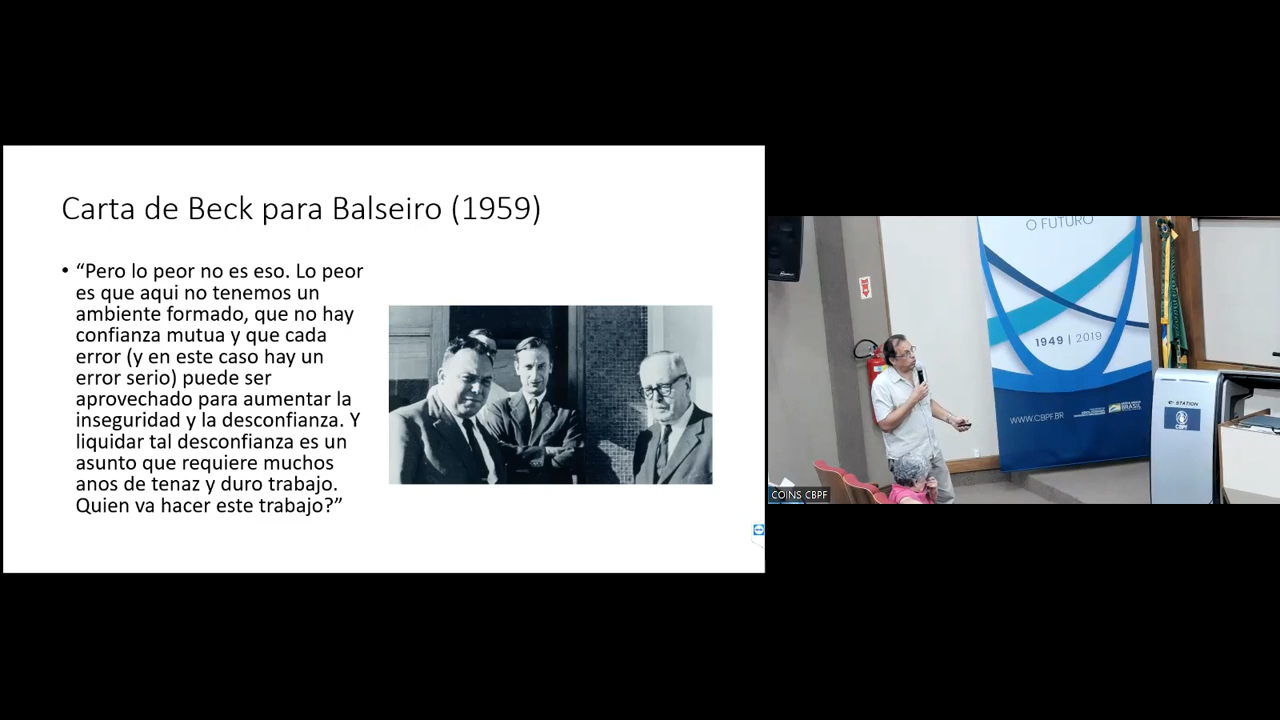 Carta de Beck para Balseiro (1959)
• “Pero lo peor no es eso. Lo peor
es que aqui no tenemos un
ambiente formado, que no hay
confianza mutua y que cada
error (y en este caso hay un
error serio) puede ser
aprovechado para aumentar la
inseguridad y la desconfianza. Y
liquidar tal desconfianza es un
asunto que requiere muchos
anos de tenaz y duro trabajo.
Quien va hacer este trabajo?”
O FUTURO
1949 | 2019
WWW.CBPF.BR
BRASIL
STATION
CBPF
COINS CBPF